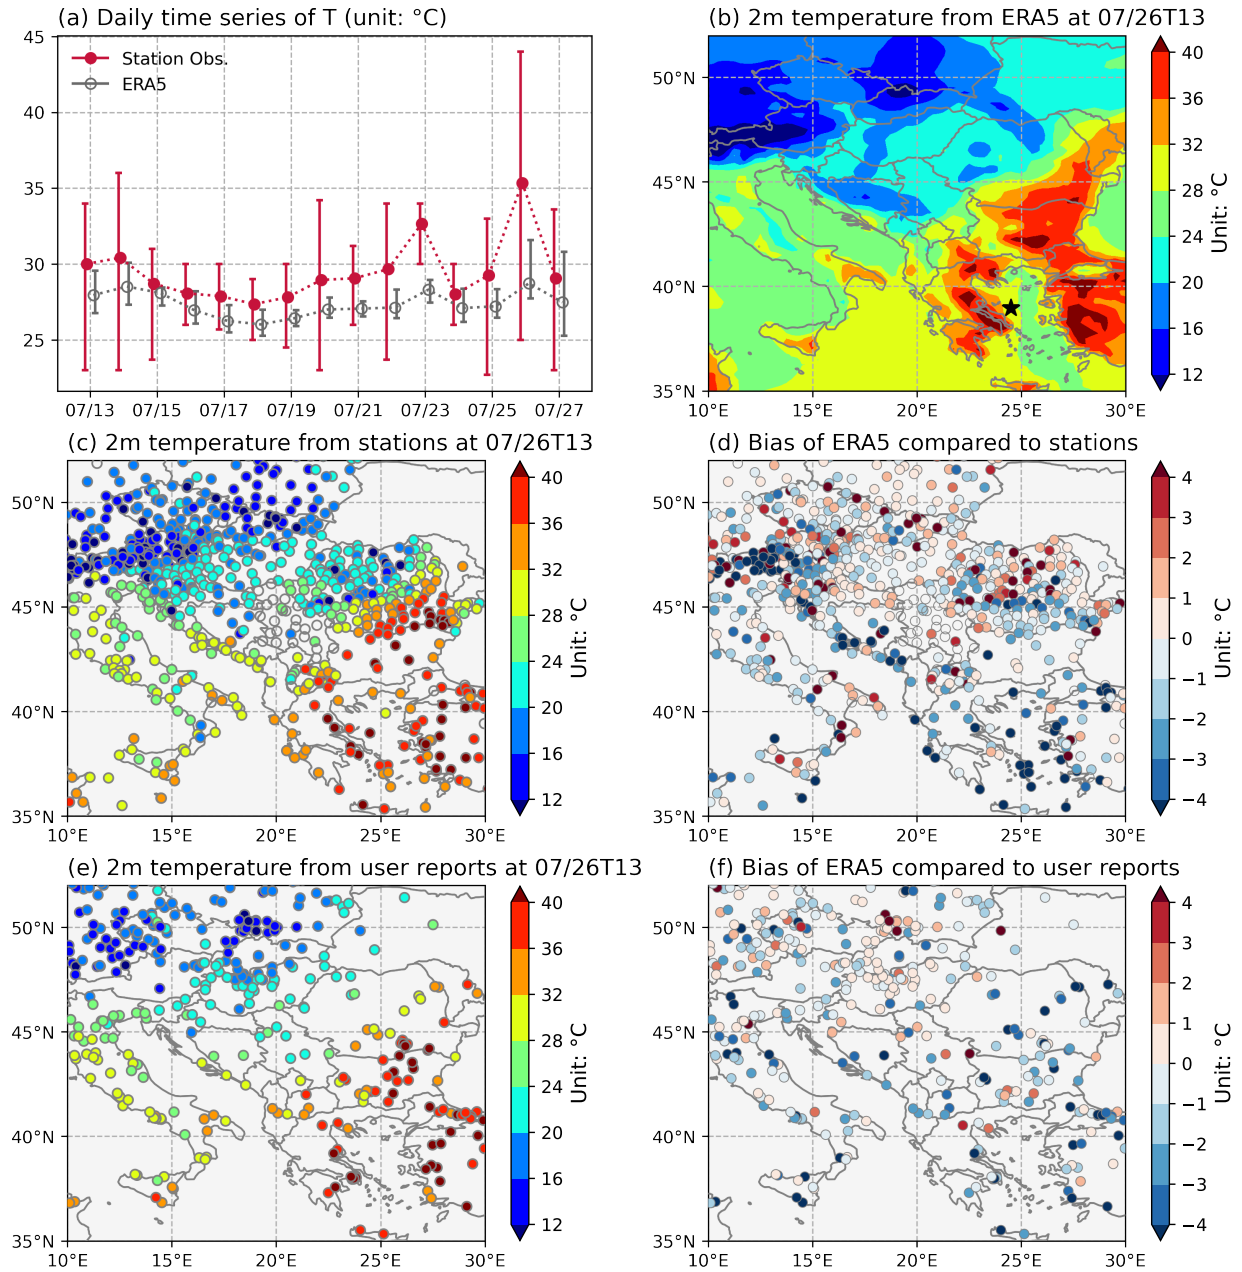 (a) Daily time series of T (unit: °C)
45
40
35
30
25
Station Obs.
ERA5
07/13 07/15 07/17 07/19 07/21 07/23 07/25 07/27
(b) 2m temperature from ERA5 at 07/26T13
50°N
45°N
40°N
35°N
10°E 15°E 20°E 25°E 30°E
40
36
32
28
24
20
16
12
Unit: °C
(c) 2m temperature from stations at 07/26T13
50°N
45°N
40°N
35°N
10°E 15°E 20°E 25°E 30°E
40
36
32
28
24
20
16
12
Unit: °C
(d) Bias of ERA5 compared to stations
50°N
45°N
40°N
35°N
10°E 15°E 20°E 25°E 30°E
4
3
2
1
0
−1
−2
−3
−4
Unit: °C
(e) 2m temperature from user reports at 07/26T13
50°N
45°N
40°N
35°N
10°E 15°E 20°E 25°E 30°E
40
36
32
28
24
20
16
12
Unit: °C
(f) Bias of ERA5 compared to user reports
50°N
45°N
40°N
35°N
10°E 15°E 20°E 25°E 30°E
4
3
2
1
0
−1
−2
−3
−4
Unit: °C